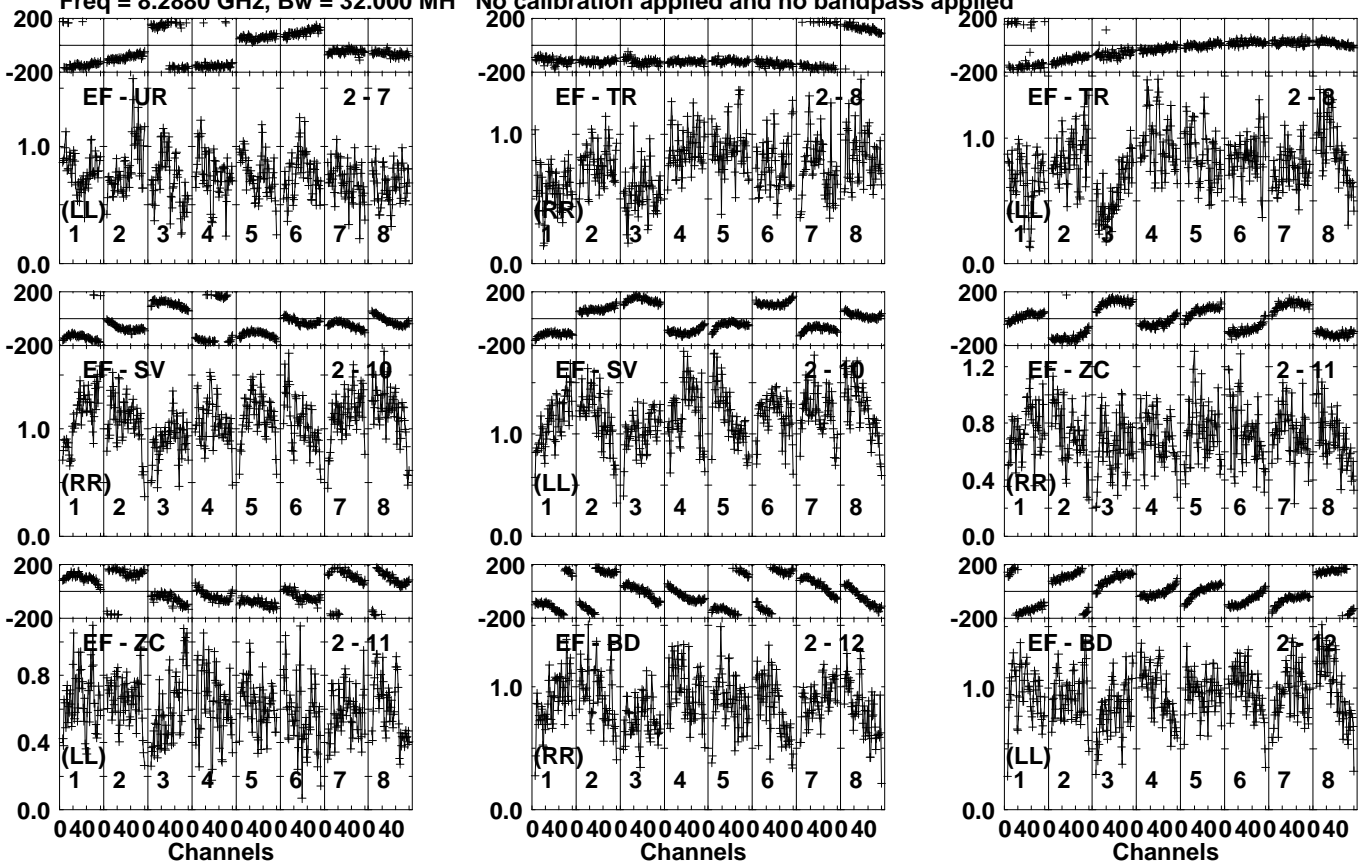 Freq = 8.2880 GHz, Bw = 32.000 MH No calibration applied and no bandpass applied
200 200 200
-200 -200 -200
EF - UR 2 - 7 EF - TR 2 - 8 EF - TR 2 - 8
1.0 1.0 1.0
(LL) (RR) (LL)
1 2 3 4 5 6 7 8 1 2 3 4 5 6 7 8 1 2 3 4 5 6 7 8
0.0 0.0 0.0
200 200 200
-200 -200 -200
EF - SV 2 - 10 EF - SV 2 - 10 EF - ZC 2 - 11
1.2
1.0 1.0 0.8
0.4
(RR) (LL) (RR)
1 2 3 4 5 6 7 8 1 2 3 4 5 6 7 8 1 2 3 4 5 6 7 8
0.0 0.0 0.0
200 200 200
-200 -200 -200
EF - ZC 2 - 11 EF - BD 2 - 12 EF - BD 2 - 12
0.8 1.0 1.0
0.4
(LL) (RR) (LL)
1 2 3 4 5 6 7 8 1 2 3 4 5 6 7 8 1 2 3 4 5 6 7 8
0.0 0.0 0.0
0 40 0 40 0 40 0 40 0 40 0 40 0 40 0 40 0 40 0 40 0 40 0 40 0 40 0 40 0 40 0 40 0 40 0 40 0 40 0 40 0 40 0 40 0 40 0 40
Channels Channels Channels